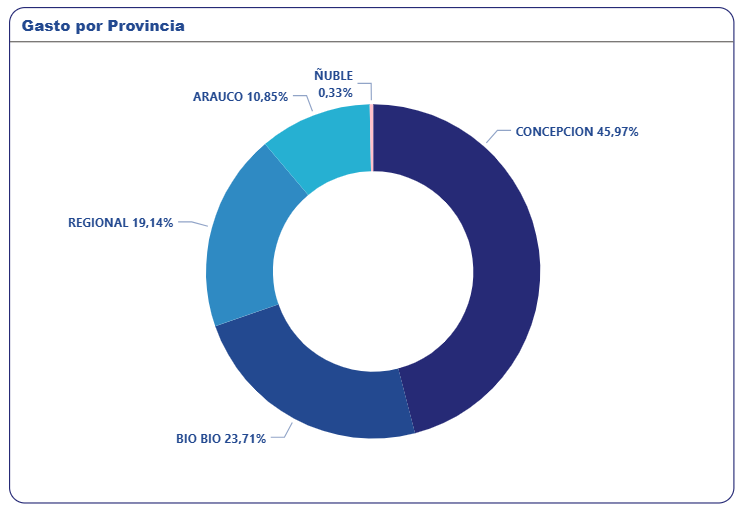 Gasto por Provincia
ÑUBLE
0,33%
ARAUCO 10,85%
CONCEPCION 45,97%
REGIONAL 19,14%
BIO BIO 23,71%